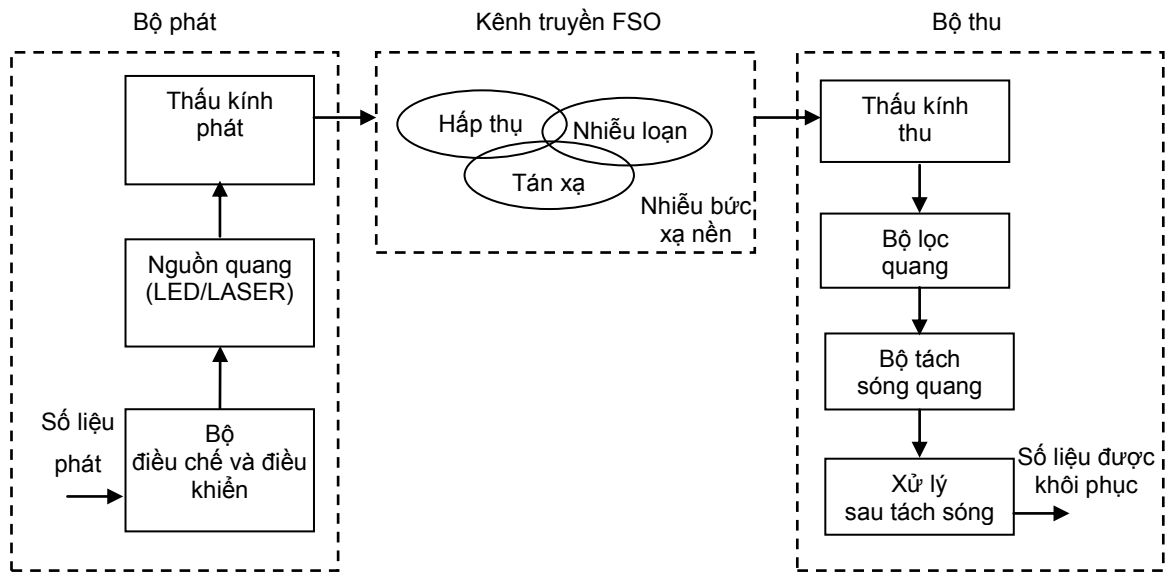 Bộ phát
Kênh truyền FSO
Bộ thu
Thấu kính
phát
Nguồn quang
(LED/LASER)
Số liệu
phát
Bộ
điều chế và điều
khiển
Hấp thụ
Nhiễu loạn
Tán xạ
Nhiễu bức
xạ nền
Thấu kính
thu
Bộ lọc
quang
Bộ tách
sóng quang
Xử lý
sau tách sóng
Số liệu được
khôi phục